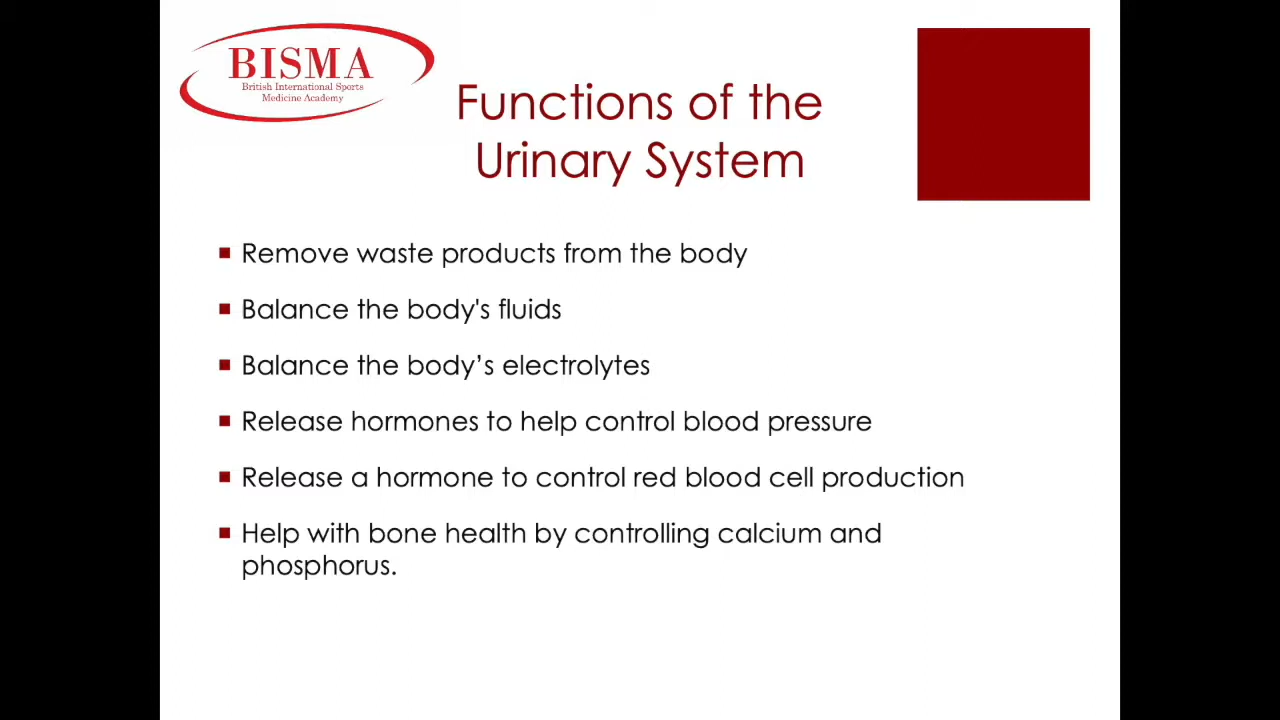 BISMA
British International Sports
Medicine Academy
Functions of the
Urinary System
Remove waste products from the body
Balance the body's fluids
Balance the body’s electrolytes
Release hormones to help control blood pressure
Release a hormone to control red blood cell production
Help with bone health by controlling calcium and
phosphorus.